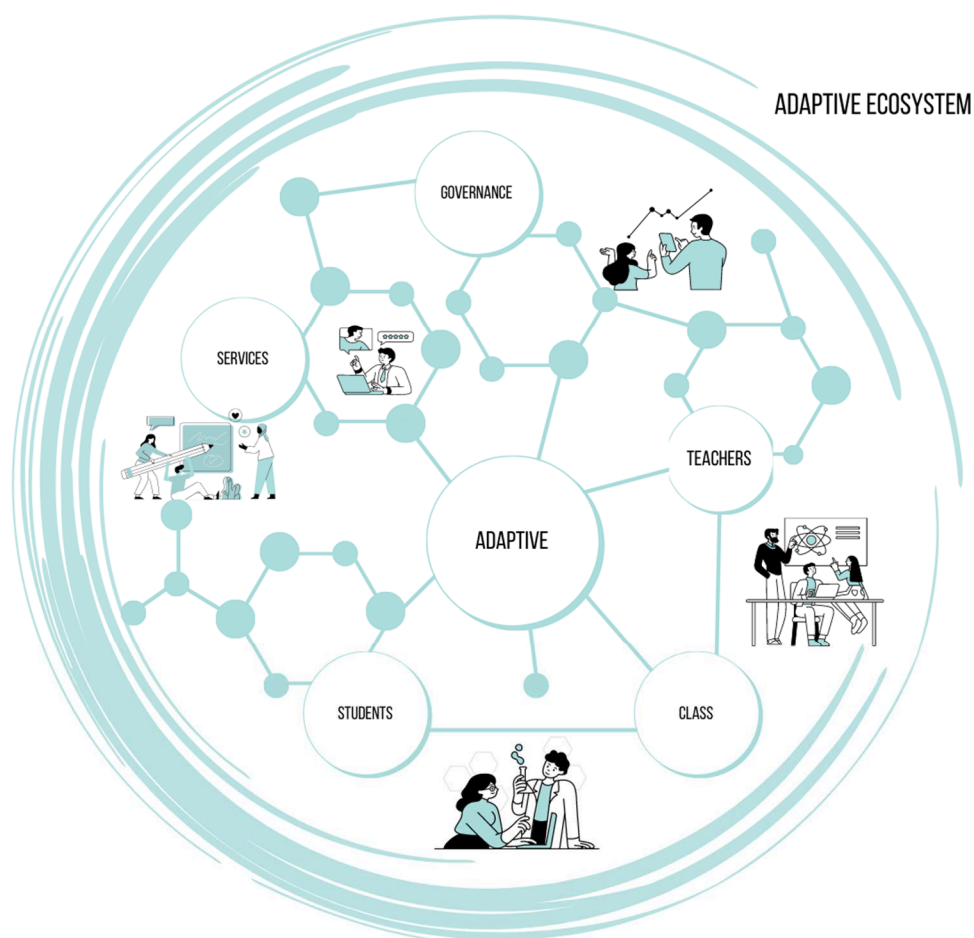 ADAPTIVE ECOSYSTEM
GOVERNANCE
SERVICES
TEACHERS
ADAPTIVE
STUDENTS
CLASS